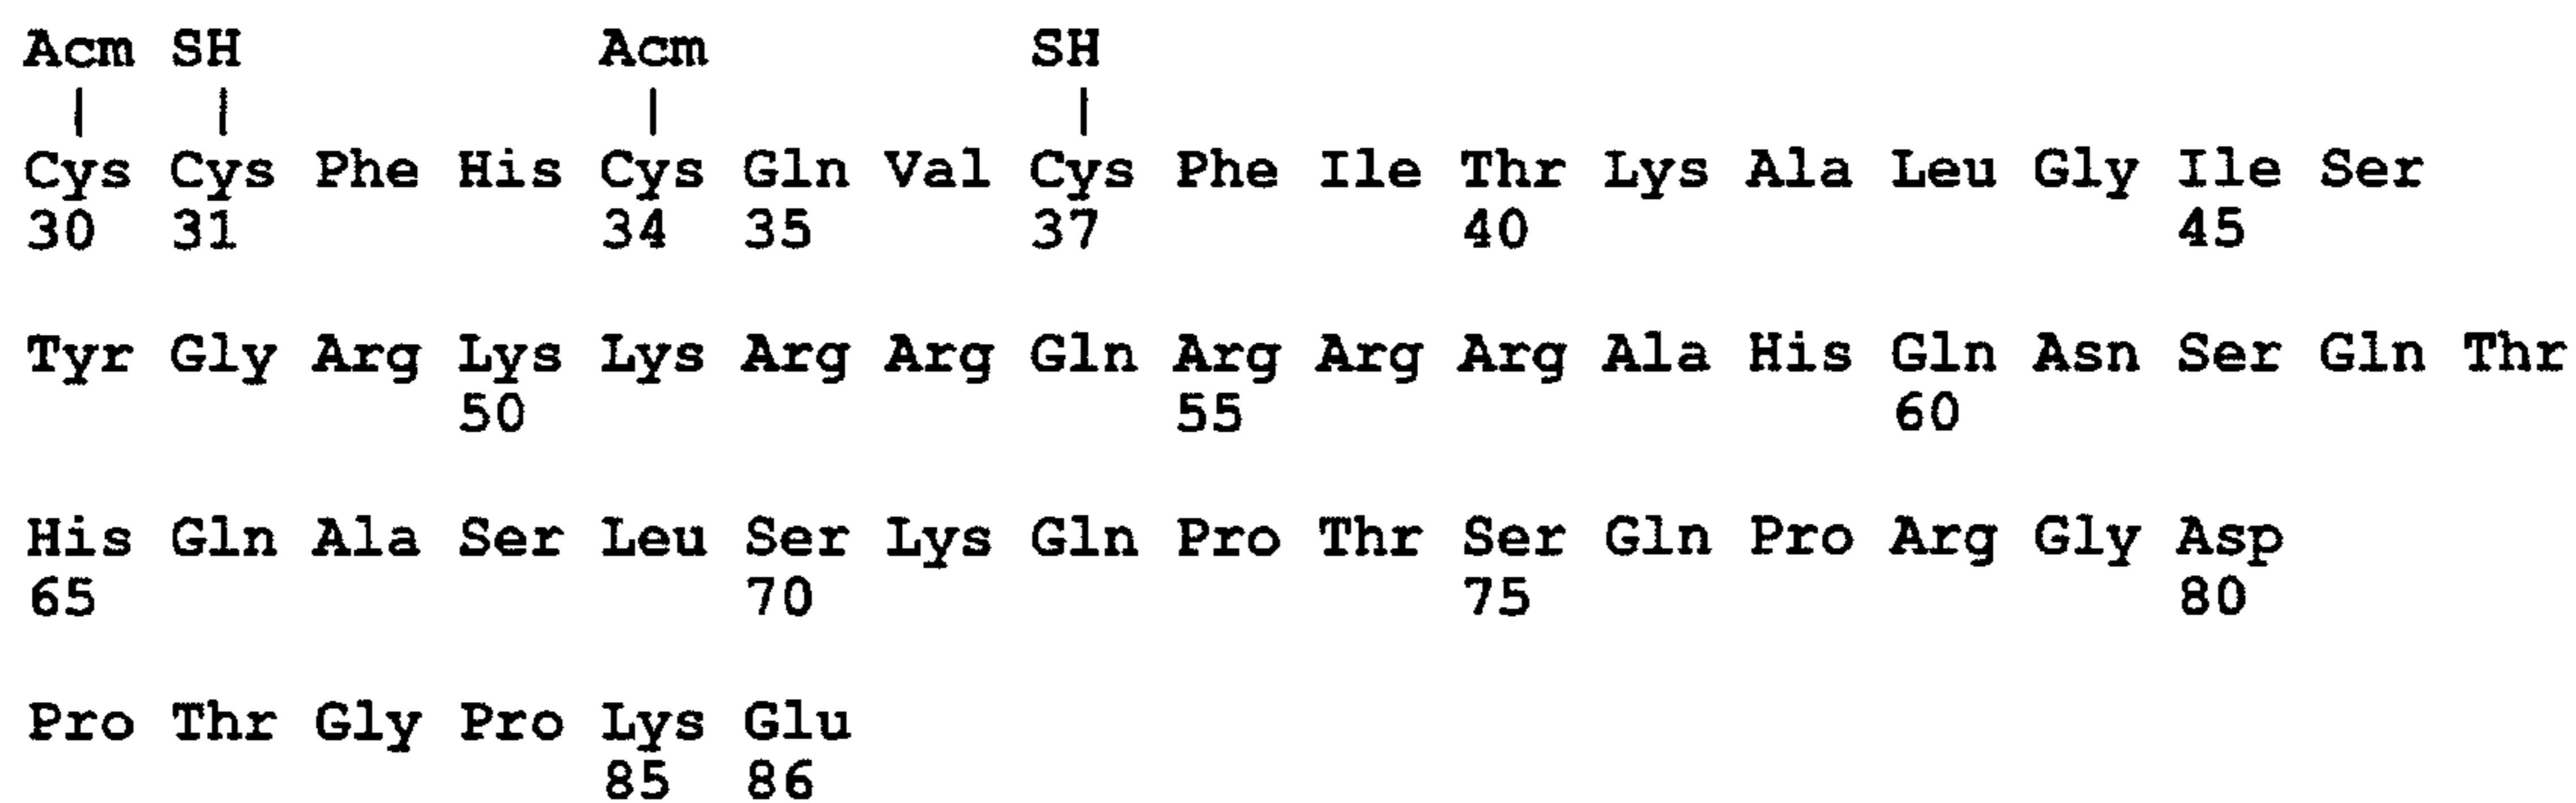 Acm SH Acm SH
| | | |
Cys Cys Phe His Cys Gln Val Cys Phe Ile Thr Lys Ala Leu Gly Ile Ser
30 31 34 35 37 40 45
Tyr Gly Arg Lys Lys Arg Arg Gln Arg Arg Arg Ala His Gln Asn Ser Gln Thr
50 55 60
His Gln Ala Ser Leu Ser Lys Gln Pro Thr Ser Gln Pro Arg Gly Asp
65 70 75 80
Pro Thr Gly Pro Lys Glu
85 86